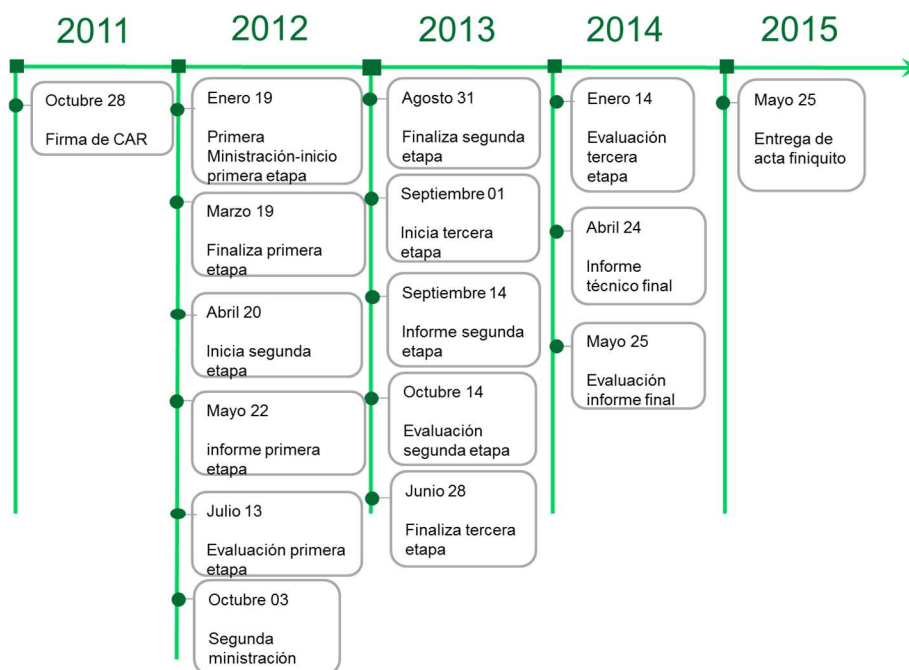 2011
2012
2013
2014
2015
Octubre 28
Firma de CAR
Enero 19
Primera
Ministración-inicio
primera etapa
Marzo 19
Finaliza primera
etapa
Abril 20
Inicia segunda
etapa
Mayo 22
informe primera
etapa
Julio 13
Evaluación primera
etapa
Octubre 03
Segunda
ministración
Agosto 31
Finaliza segunda
etapa
Septiembre 01
Inicia tercera
etapa
Septiembre 14
Informe segunda
etapa
Octubre 14
Evaluación
segunda etapa
Junio 28
Finaliza tercera
etapa
Enero 14
Evaluación
tercera
etapa
Abril 24
Informe
técnico final
Mayo 25
Evaluación
informe final
Mayo 25
Entrega de
acta finiquito